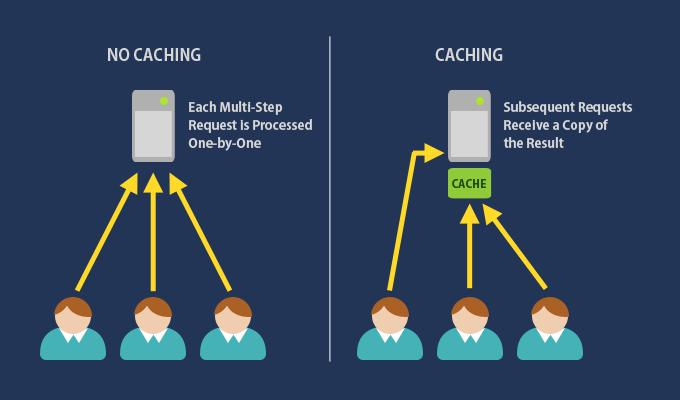 NO CACHING
Each Multi-Step
Request is Processed
One-by-One
CACHING
Subsequent Requests
Receive a Copy of
the Result
CACHE